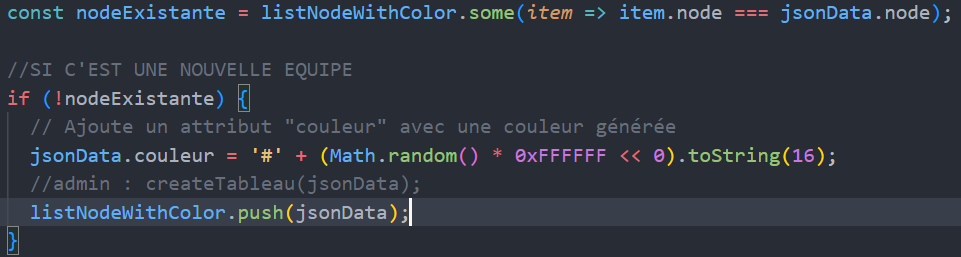 const nodeExistante = listNodeWithColor.some(item => item.node === jsonData.node);
//SI C'EST UNE NOUVELLE EQUIPE
if (!nodeExistante) {
// Ajoute un attribut "couleur" avec une couleur générée
jsonData.couleur = '#' + (Math.random() * 0xFFFFFF << 0).toString(16);
//admin : createTableau(jsonData);
listNodeWithColor.push(jsonData);
}